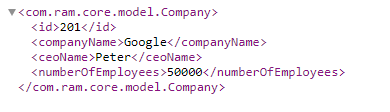 <com.ram.core.model.Company>
<id>201</id>
<companyName>Google</companyName>
<ceoName>Peter</ceoName>
<numberOfEmployees>50000</numberOfEmployees>
</com.ram.core.model.Company>